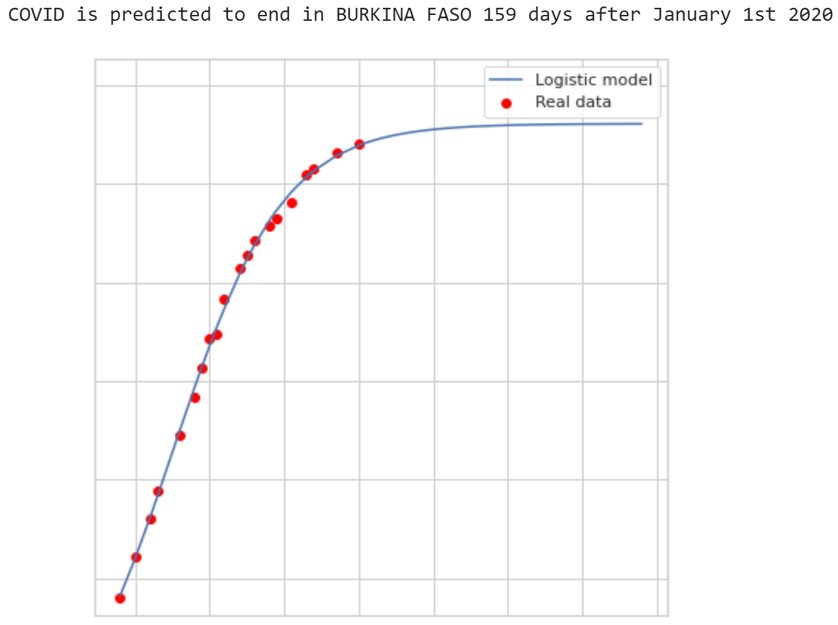 COVID is predicted to end in BURKINA FASO 159 days after January 1st 2020
Logistic model
Real data